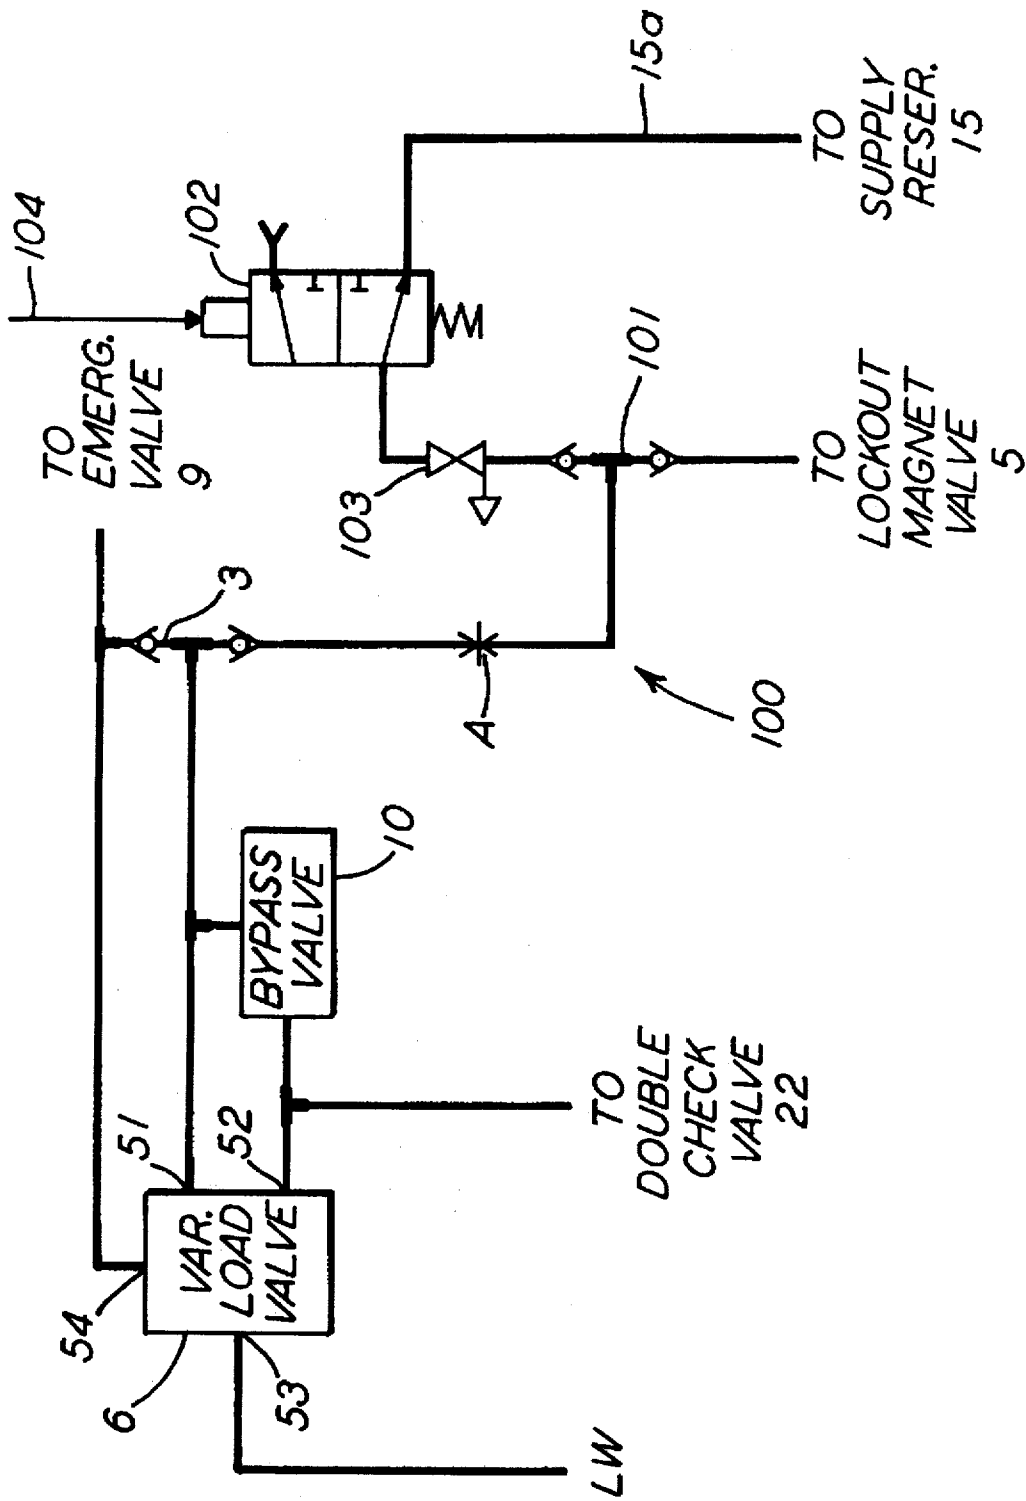 104
TO
EMERG.
VALVE
9
102
15a
TO
SUPPLY
RESER.
15
103
101
TO
LOCKOUT
MAGNET
VALVE
5
3
A
100
BYPASS
VALVE
10
51
52
54
VAR.
LOAD
VALVE
6
53
TO
DOUBLE
CHECK
VALVE
22
LW